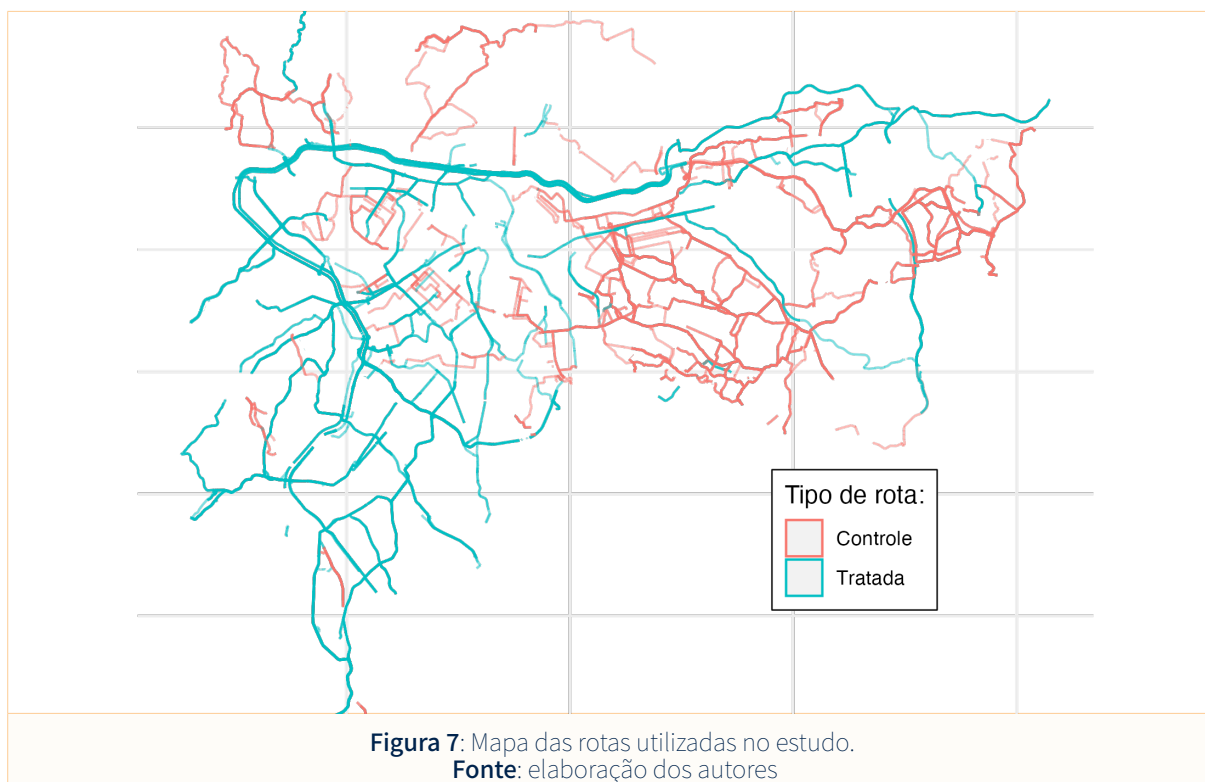 Tipo de rota:
Controle
Tratada
Figura 7: Mapa das rotas utilizadas no estudo.
Fonte: elaboração dos autores